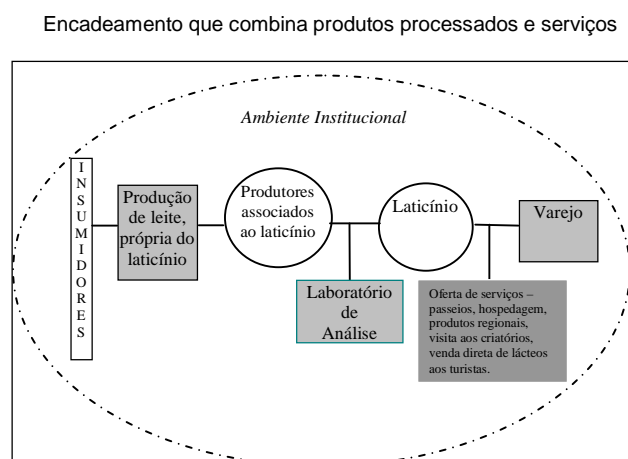 Encadeamento que combina produtos processados e serviços
Ambiente Institucional
INSUMIDORES
Produção
de leite,
própria do
laticínio
Produtores
associados
ao laticínio
Laticínio
Varejo
Laboratório
de
Análise
Oferta de serviços –
passeios, hospedagem,
produtos regionais,
visita aos criatórios,
venda direta de lácteos
aos turistas.